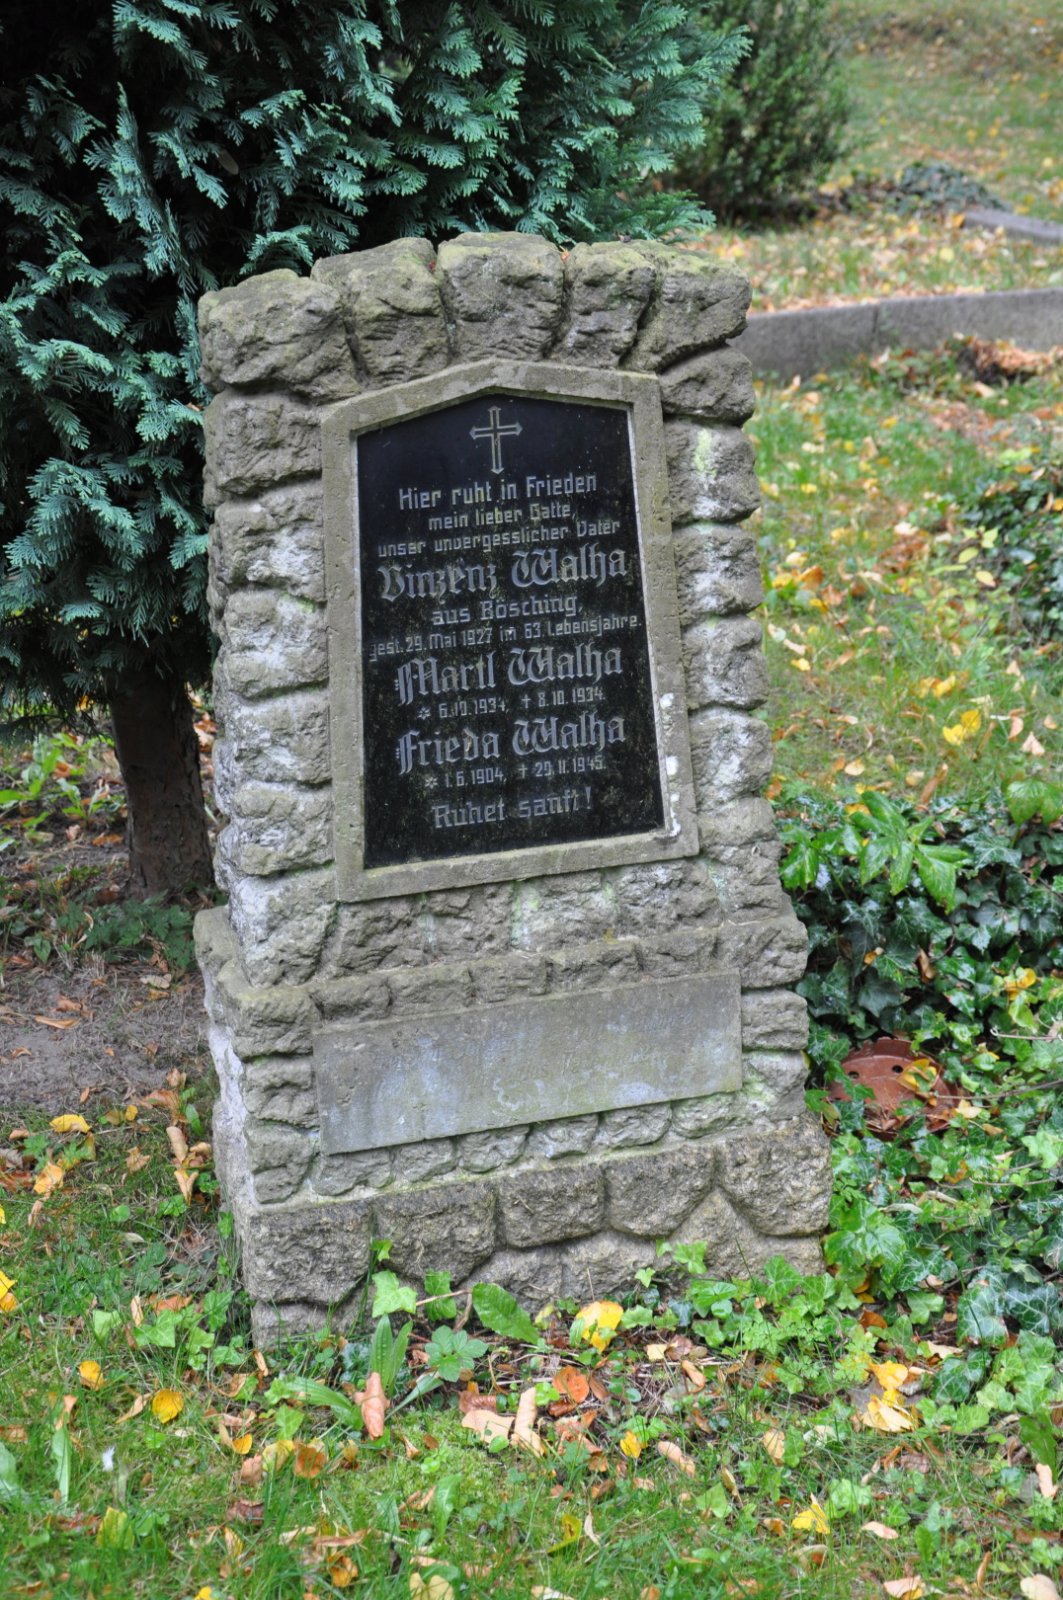 Hier ruht in Frieden
mein lieber Gatte,
unser unvergesslicher Vater
Vinzenz Walha
aus Bösching,
gest. 29. Mai 1927 im 63. Lebensjahre.
Martl Walha
* 6.10.1934, † 8.10.1934.
Frieda Walha
* 1.6.1904, † 29.11.1945.
Ruhet sanft!